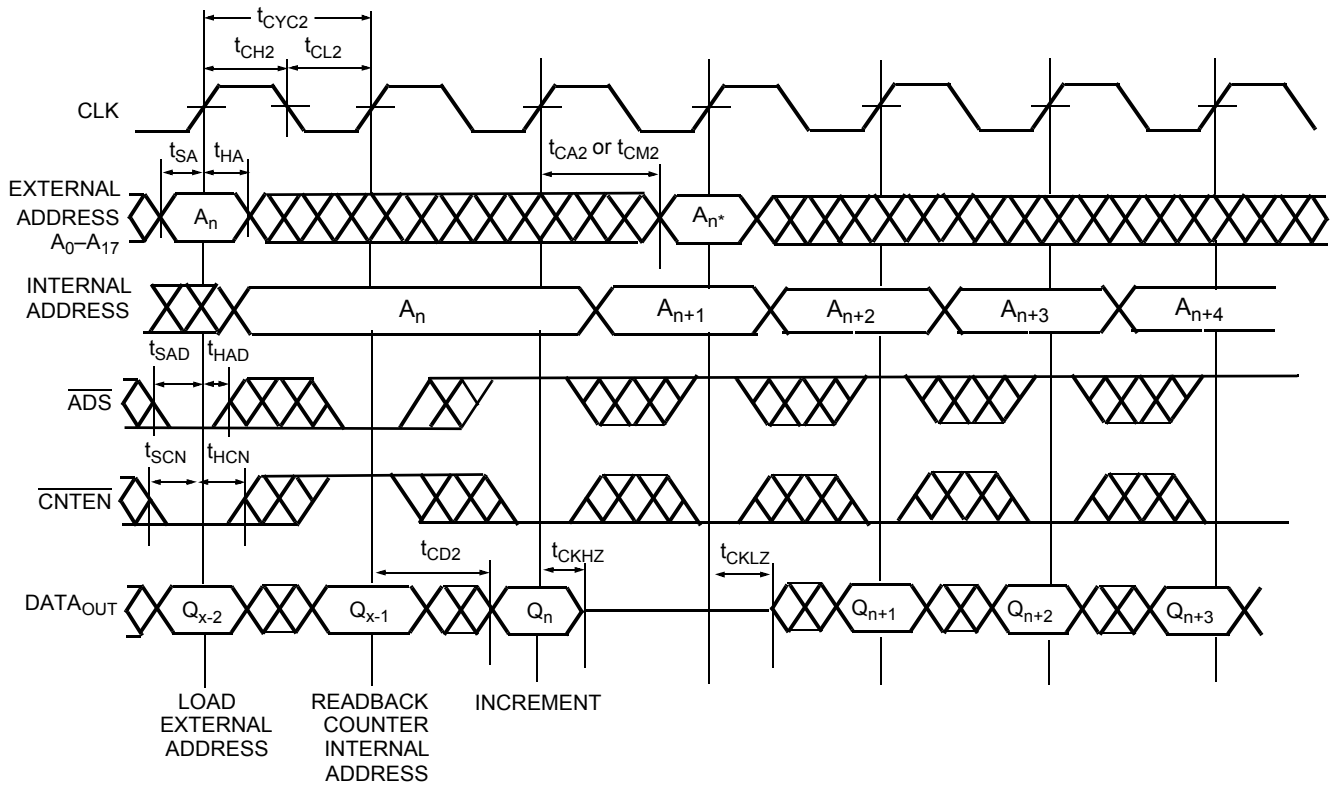 tCYC2
tCH2 tCL2
CLK
tSA tHA tCA2 or tCM2
EXTERNAL
ADDRESS
A0–A17
An An*
INTERNAL
ADDRESS
An An+1 An+2 An+3 An+4
tSAD tHAD
ADS
tSCN tHCN
CNTEN
tCD2 tCKHZ tCKLZ
DATAOUT Qx-2 Qx-1 Qn Qn+1 Qn+2 Qn+3
LOAD
EXTERNAL
ADDRESS
READBACK
COUNTER
INTERNAL
ADDRESS
INCREMENT